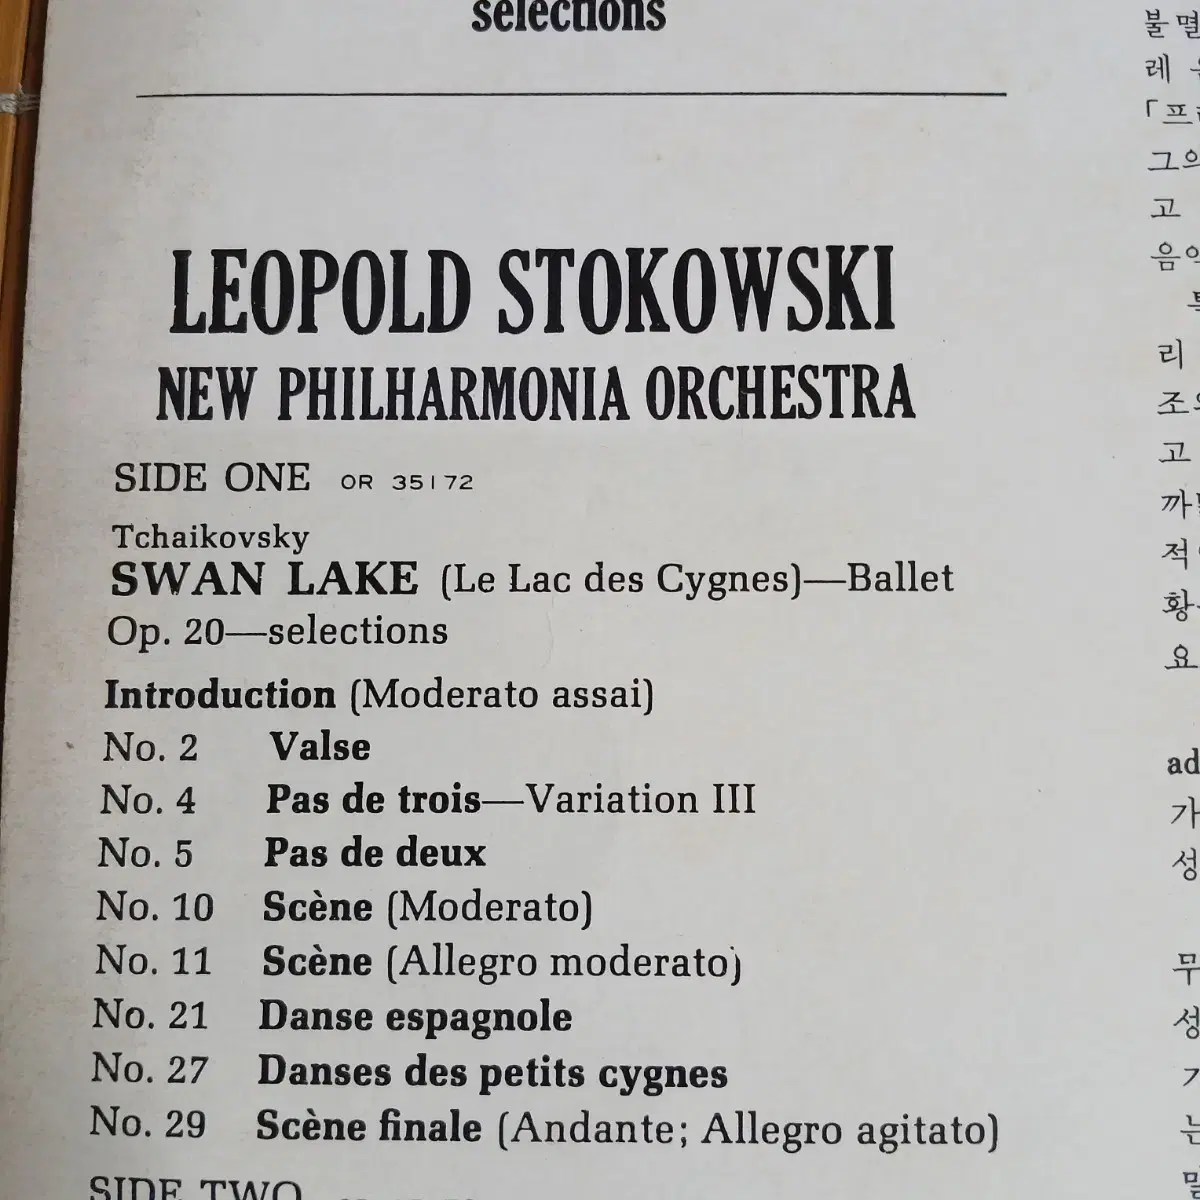 selections
LEOPOLD STOKOWSKI
NEW PHILHARMONIA ORCHESTRA
SIDE ONE OR 35172
Tchaikovsky
SWAN LAKE (Le Lac des Cygnes)—Ballet
Op. 20—selections
Introduction (Moderato assai)
No. 2 Valse
No. 4 Pas de trois—Variation III
No. 5 Pas de deux
No. 10 Scène (Moderato)
No. 11 Scène (Allegro moderato)
No. 21 Danse espagnole
No. 27 Danses des petits cygnes
No. 29 Scène finale (Andante; Allegro agitato)
SIDE TWO
불멸
레
「프
그의
고
음악
리
조
고
적
황
요
ad
가
성
무
성